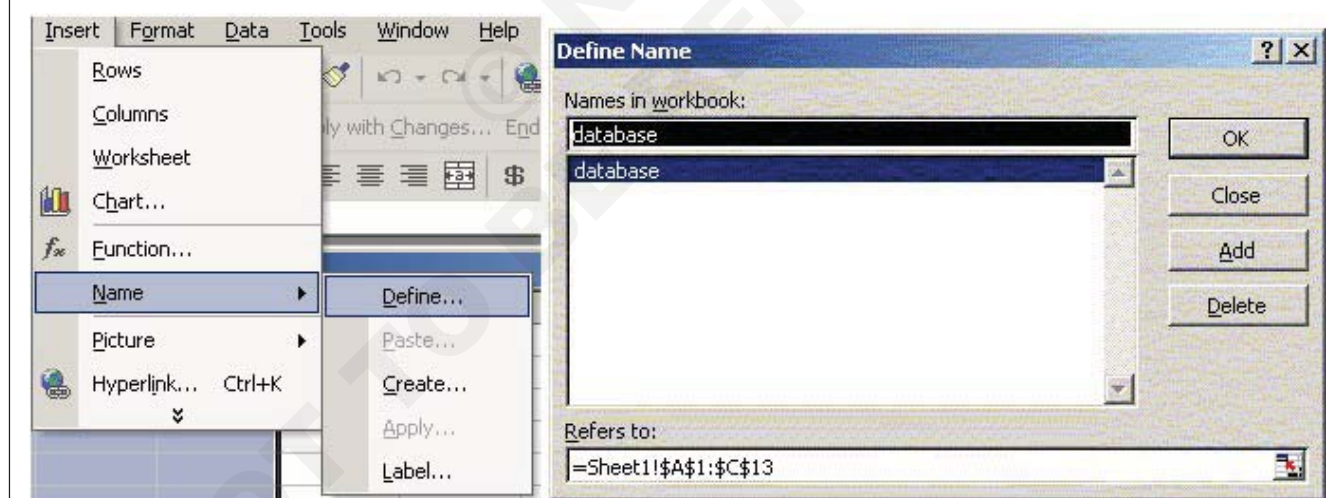 Insert Format Data Tools Window Help
Rows
Columns
Worksheet
Chart...
Function...
Name
Picture
Hyperlink... Ctrl+K
ly with Changes... End
Define...
Paste...
Create...
Apply...
Label...
Define Name
Names in workbook:
database
database
OK
Close
Add
Delete
Refers to:
=Sheet1!$A$1:$C$13